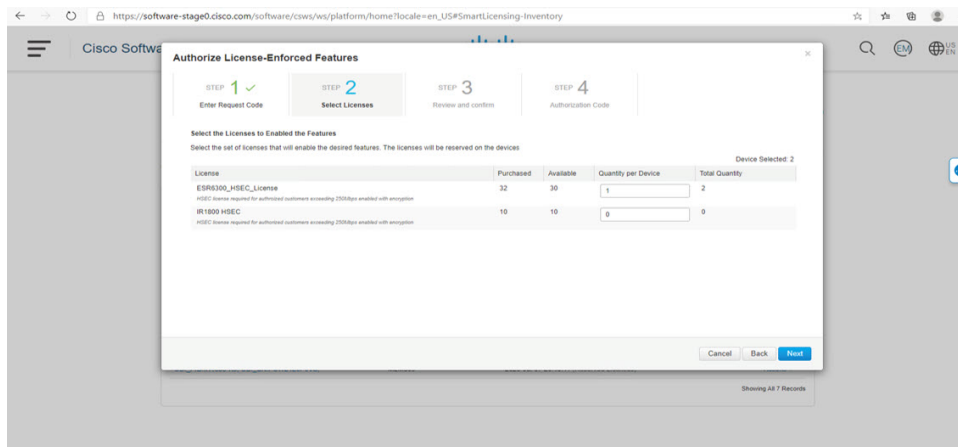 https://software-stage0.cisco.com/software/csws/ws/platform/home?locale=en_US#SmartLicensing-Inventory
Cisco Softwa
EM
US
EN
Authorize License-Enforced Features
STEP 1
Enter Request Code
STEP 2
Select Licenses
STEP 3
Review and confirm
STEP 4
Authorization Code
Select the Licenses to Enabled the Features
Select the set of licenses that will enable the desired features. The licenses will be reserved on the devices
Device Selected: 2
License Purchased Available Quantity per Device Total Quantity
ESR6300_HSEC_License 32 30 1 2
HSEC license required for authorized customers exceeding 250Mbps enabled with encryption
IR1800 HSEC 10 10 0 0
HSEC license required for authorized customers exceeding 250Mbps enabled with encryption
Cancel Back Next
Showing All 7 Records